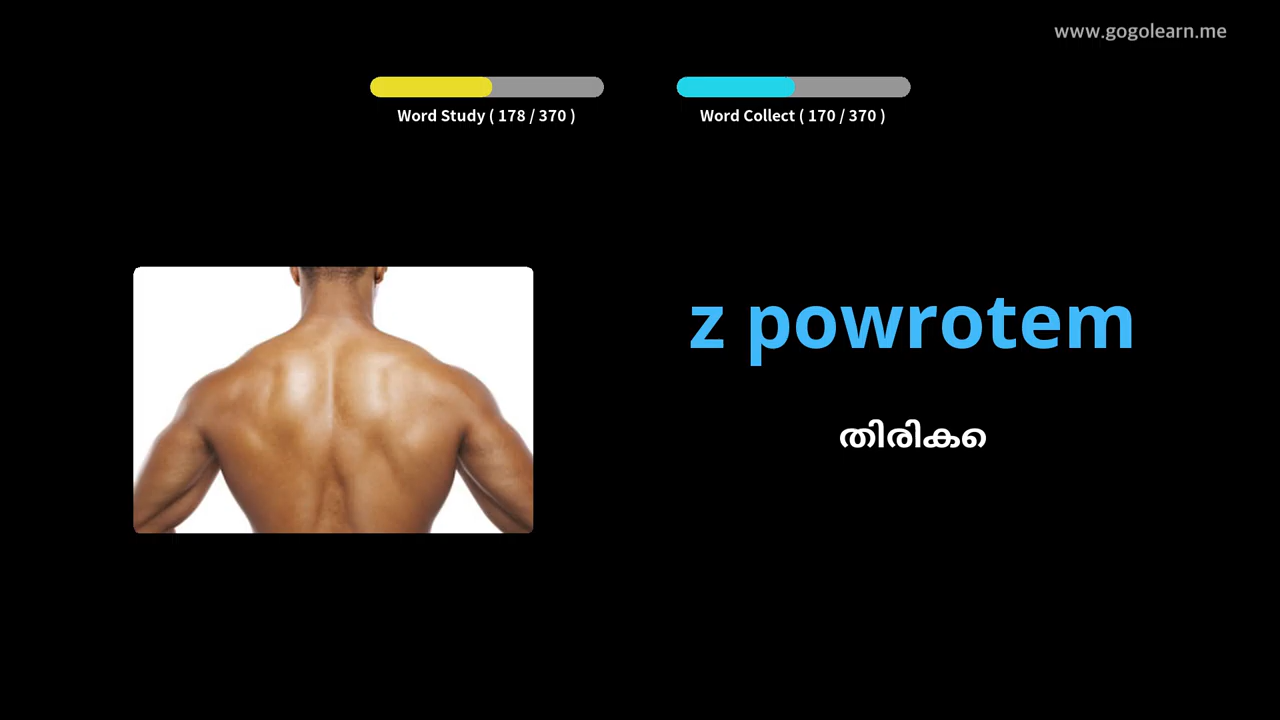 www.gogolearn.me
Word Study ( 178 / 370 )
Word Collect ( 170 / 370 )
z powrotem
തിരികെ